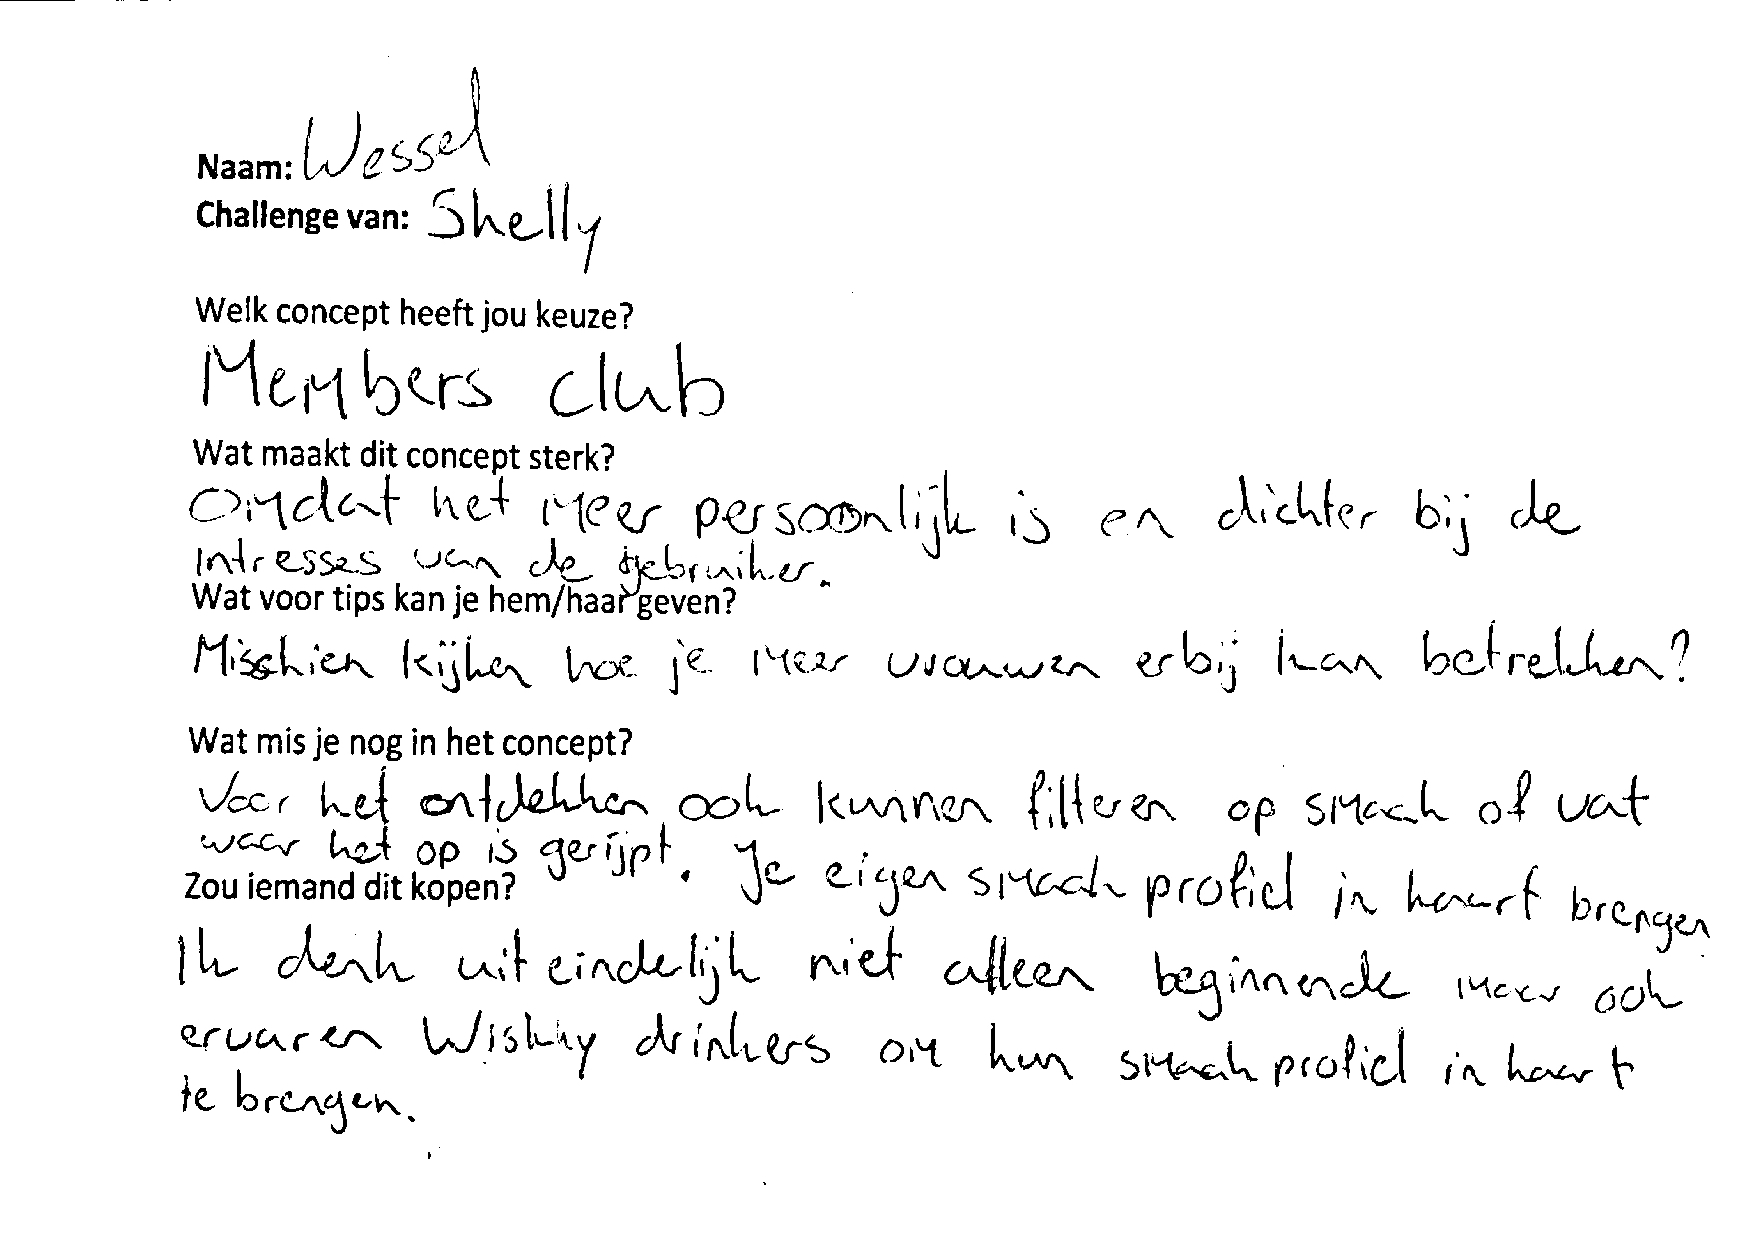 Naam: Wessel
Challenge van: Shelly
Welk concept heeft jou keuze?
Members club
Wat maakt dit concept sterk?
Omdat het meer persoonlijk is en dichter bij de
intresses van de gebruiker.
Wat voor tips kan je hem/haar geven?
Misschien kijken hoe je meer vrouwen erbij kan betrekken?
Wat mis je nog in het concept?
Voor het ontdekken ook kunnen filteren op smaak of vat
waar het op is gerijpt. Je eigen smaak profiel in kaart brengen
Zou iemand dit kopen?
Ik denk uiteindelijk niet alleen beginnende maar ook
ervaren Wisky drinkers om hun smaak profiel in kaart
te brengen.